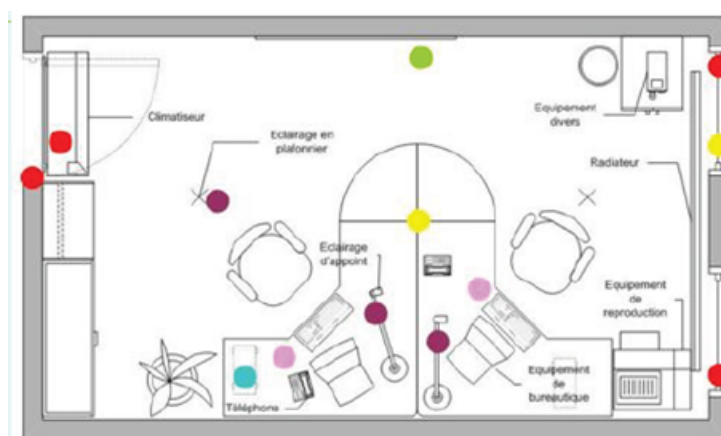 Climatiseur
Eclairage en
plafonnier
Equipement
divers
Radiateur
Eclairage
d'appoint
Equipement
de
reproduction
Equipement
de
bureautique
Téléphone